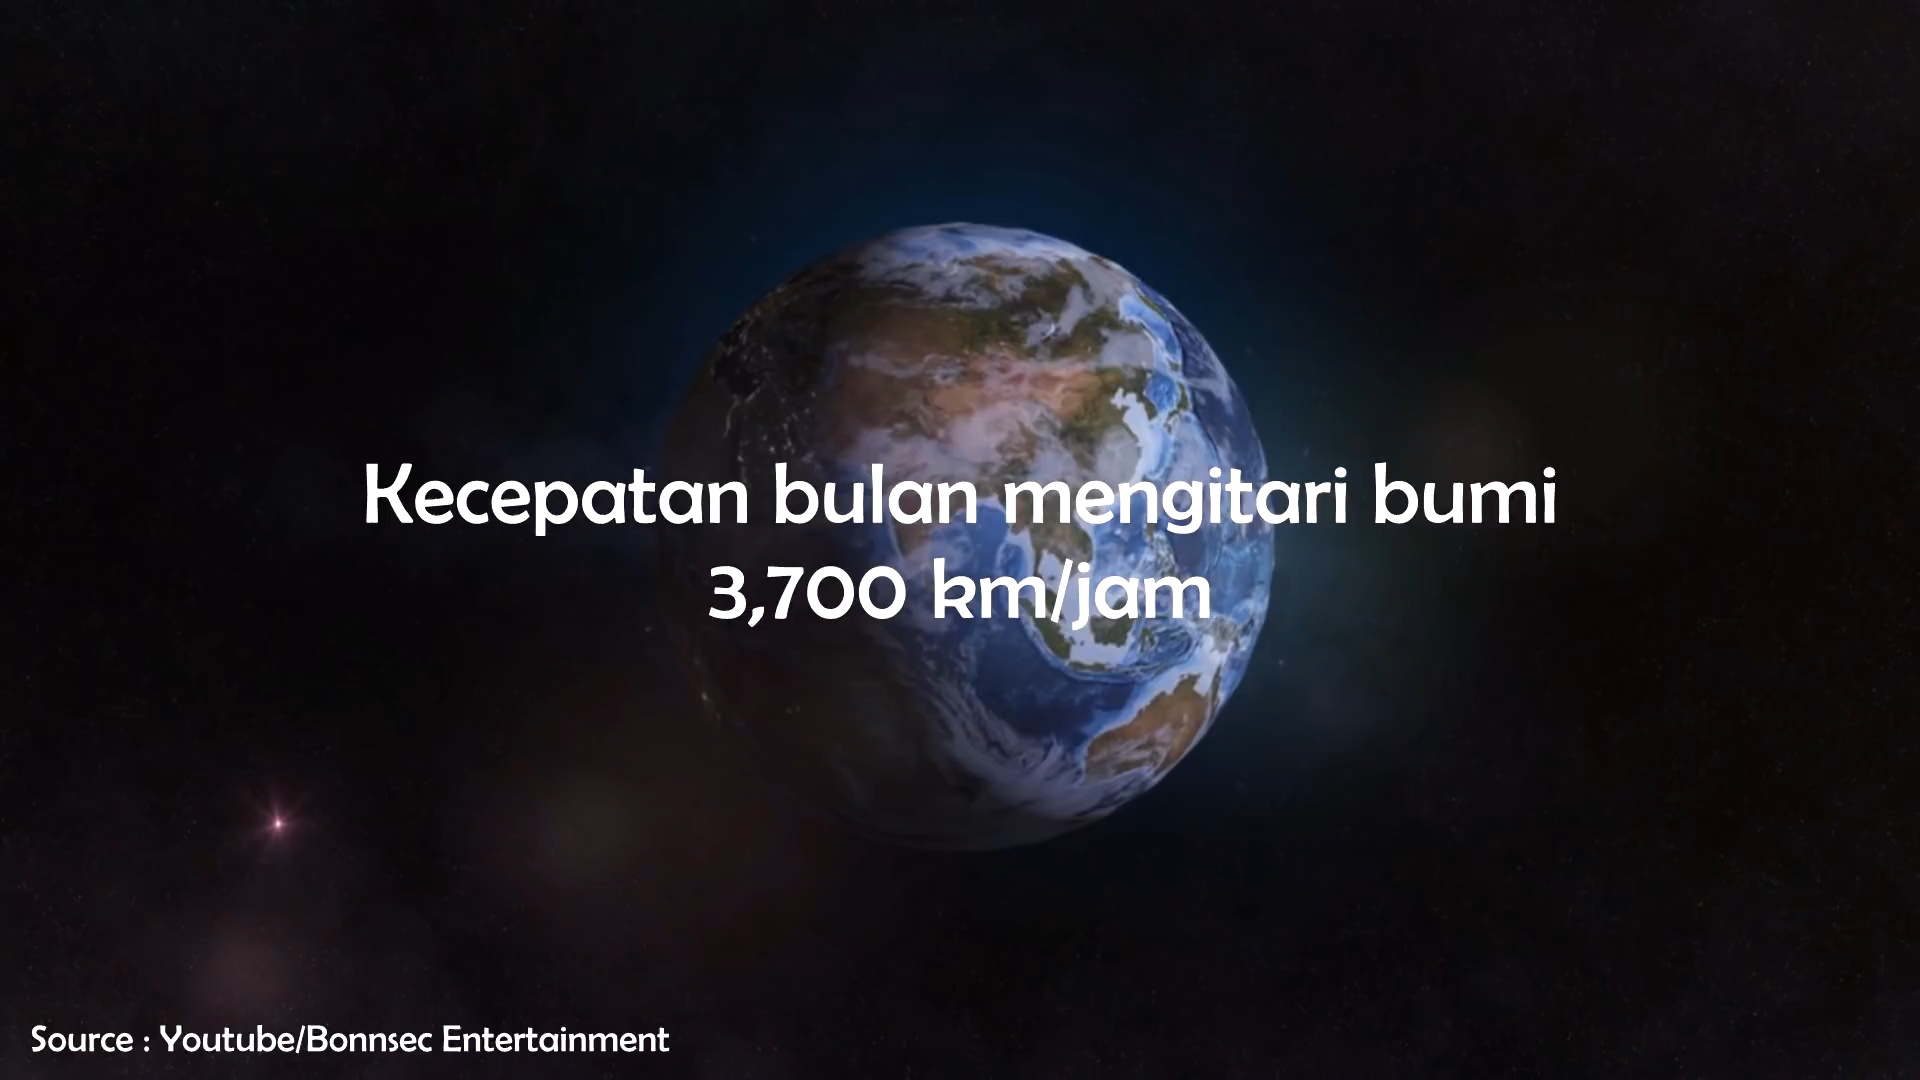 Kecepatan bulan mengitari bumi
3,700 km/jam
Source : Youtube/Bonnsec Entertainment